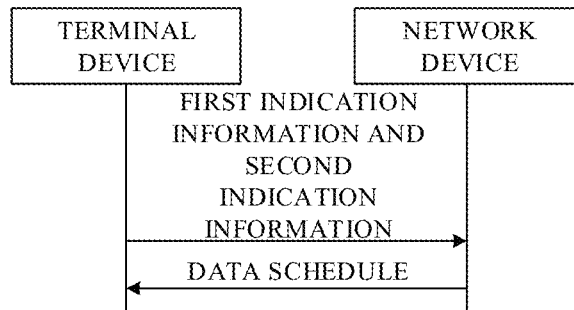 TERMINAL
DEVICE
NETWORK
DEVICE
FIRST INDICATION
INFORMATION AND
SECOND
INDICATION
INFORMATION
DATA SCHEDULE